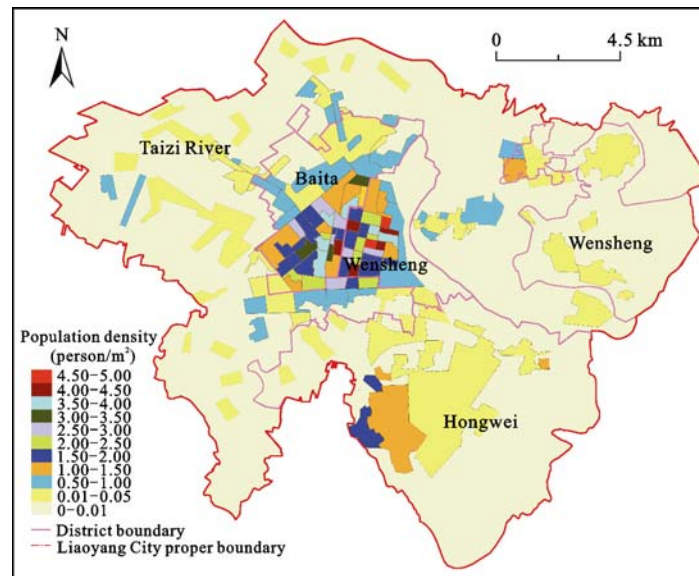 N
0 4.5 km
Taizi River
Baita
Wensheng
Wensheng
Hongwei
Population density
(person/m²)
4.50-5.00
4.00-4.50
3.50-4.00
3.00-3.50
2.50-3.00
2.00-2.50
1.50-2.00
1.00-1.50
0.50-1.00
0.01-0.05
0-0.01
District boundary
Liaoyang City proper boundary